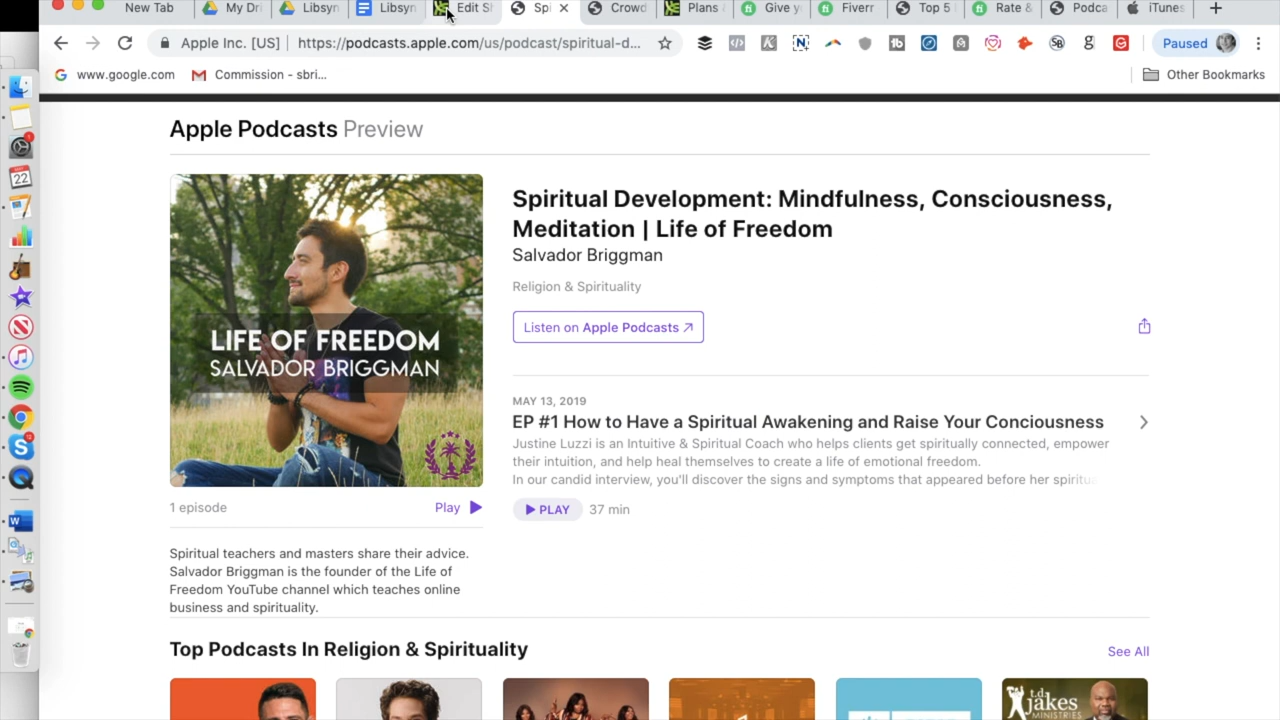 New Tab
My Dri
Libsyn
Libsyn
Edit Sh
Spi
Crowd
Plans
Give y
Fiverr
Top 5
Rate &
Podca
iTunes
Apple Inc. [US]
https://podcasts.apple.com/us/podcast/spiritual-d...
Paused
www.google.com
Commission - sbri...
Other Bookmarks
Apple Podcasts Preview
LIFE OF FREEDOM
SALVADOR BRIGGMAN
Spiritual Development: Mindfulness, Consciousness,
Meditation | Life of Freedom
Salvador Briggman
Religion & Spirituality
Listen on Apple Podcasts
MAY 13, 2019
EP #1 How to Have a Spiritual Awakening and Raise Your Conciousness
Justine Luzzi is an Intuitive & Spiritual Coach who helps clients get spiritually connected, empower
their intuition, and help heal themselves to create a life of emotional freedom.
In our candid interview, you'll discover the signs and symptoms that appeared before her spiritua
PLAY 37 min
1 episode
Play
Spiritual teachers and masters share their advice.
Salvador Briggman is the founder of the Life of
Freedom YouTube channel which teaches online
business and spirituality.
Top Podcasts In Religion & Spirituality
See All
t.d.
jakes
MINISTRIES
22